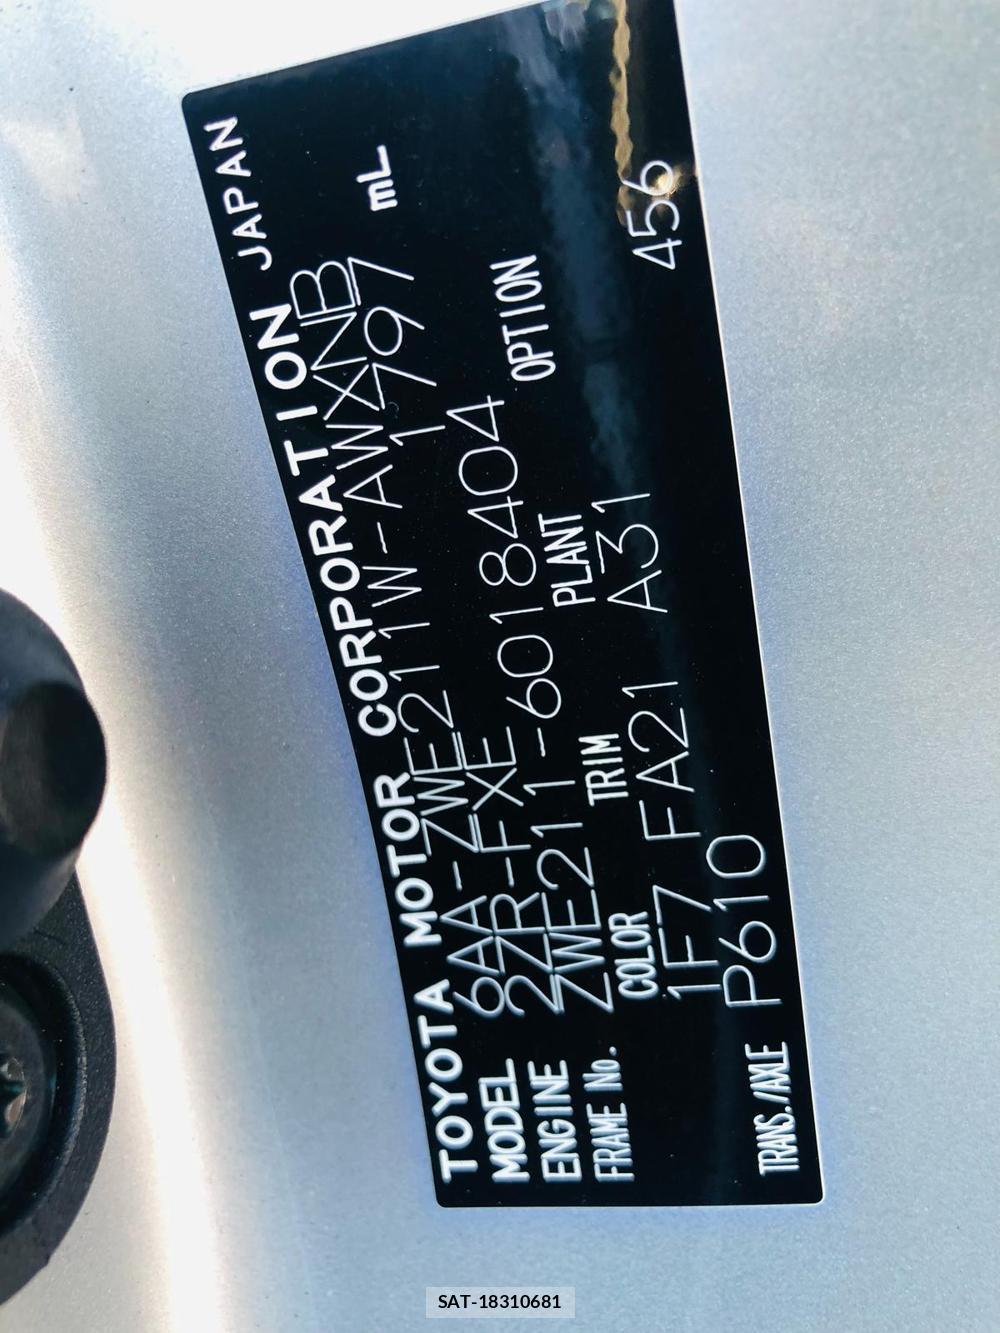 TOYOTA MOTOR CORPORATION JAPAN
MODEL 6AA-ZWE211W-AWXNB
ENGINE 2ZR-FXE 1797 mL
FRAME No. ZWE211-6018404
COLOR TRIM PLANT OPTION
1F7 FA21 A31 456
TRANS./AXLE P610
SAT-18310681